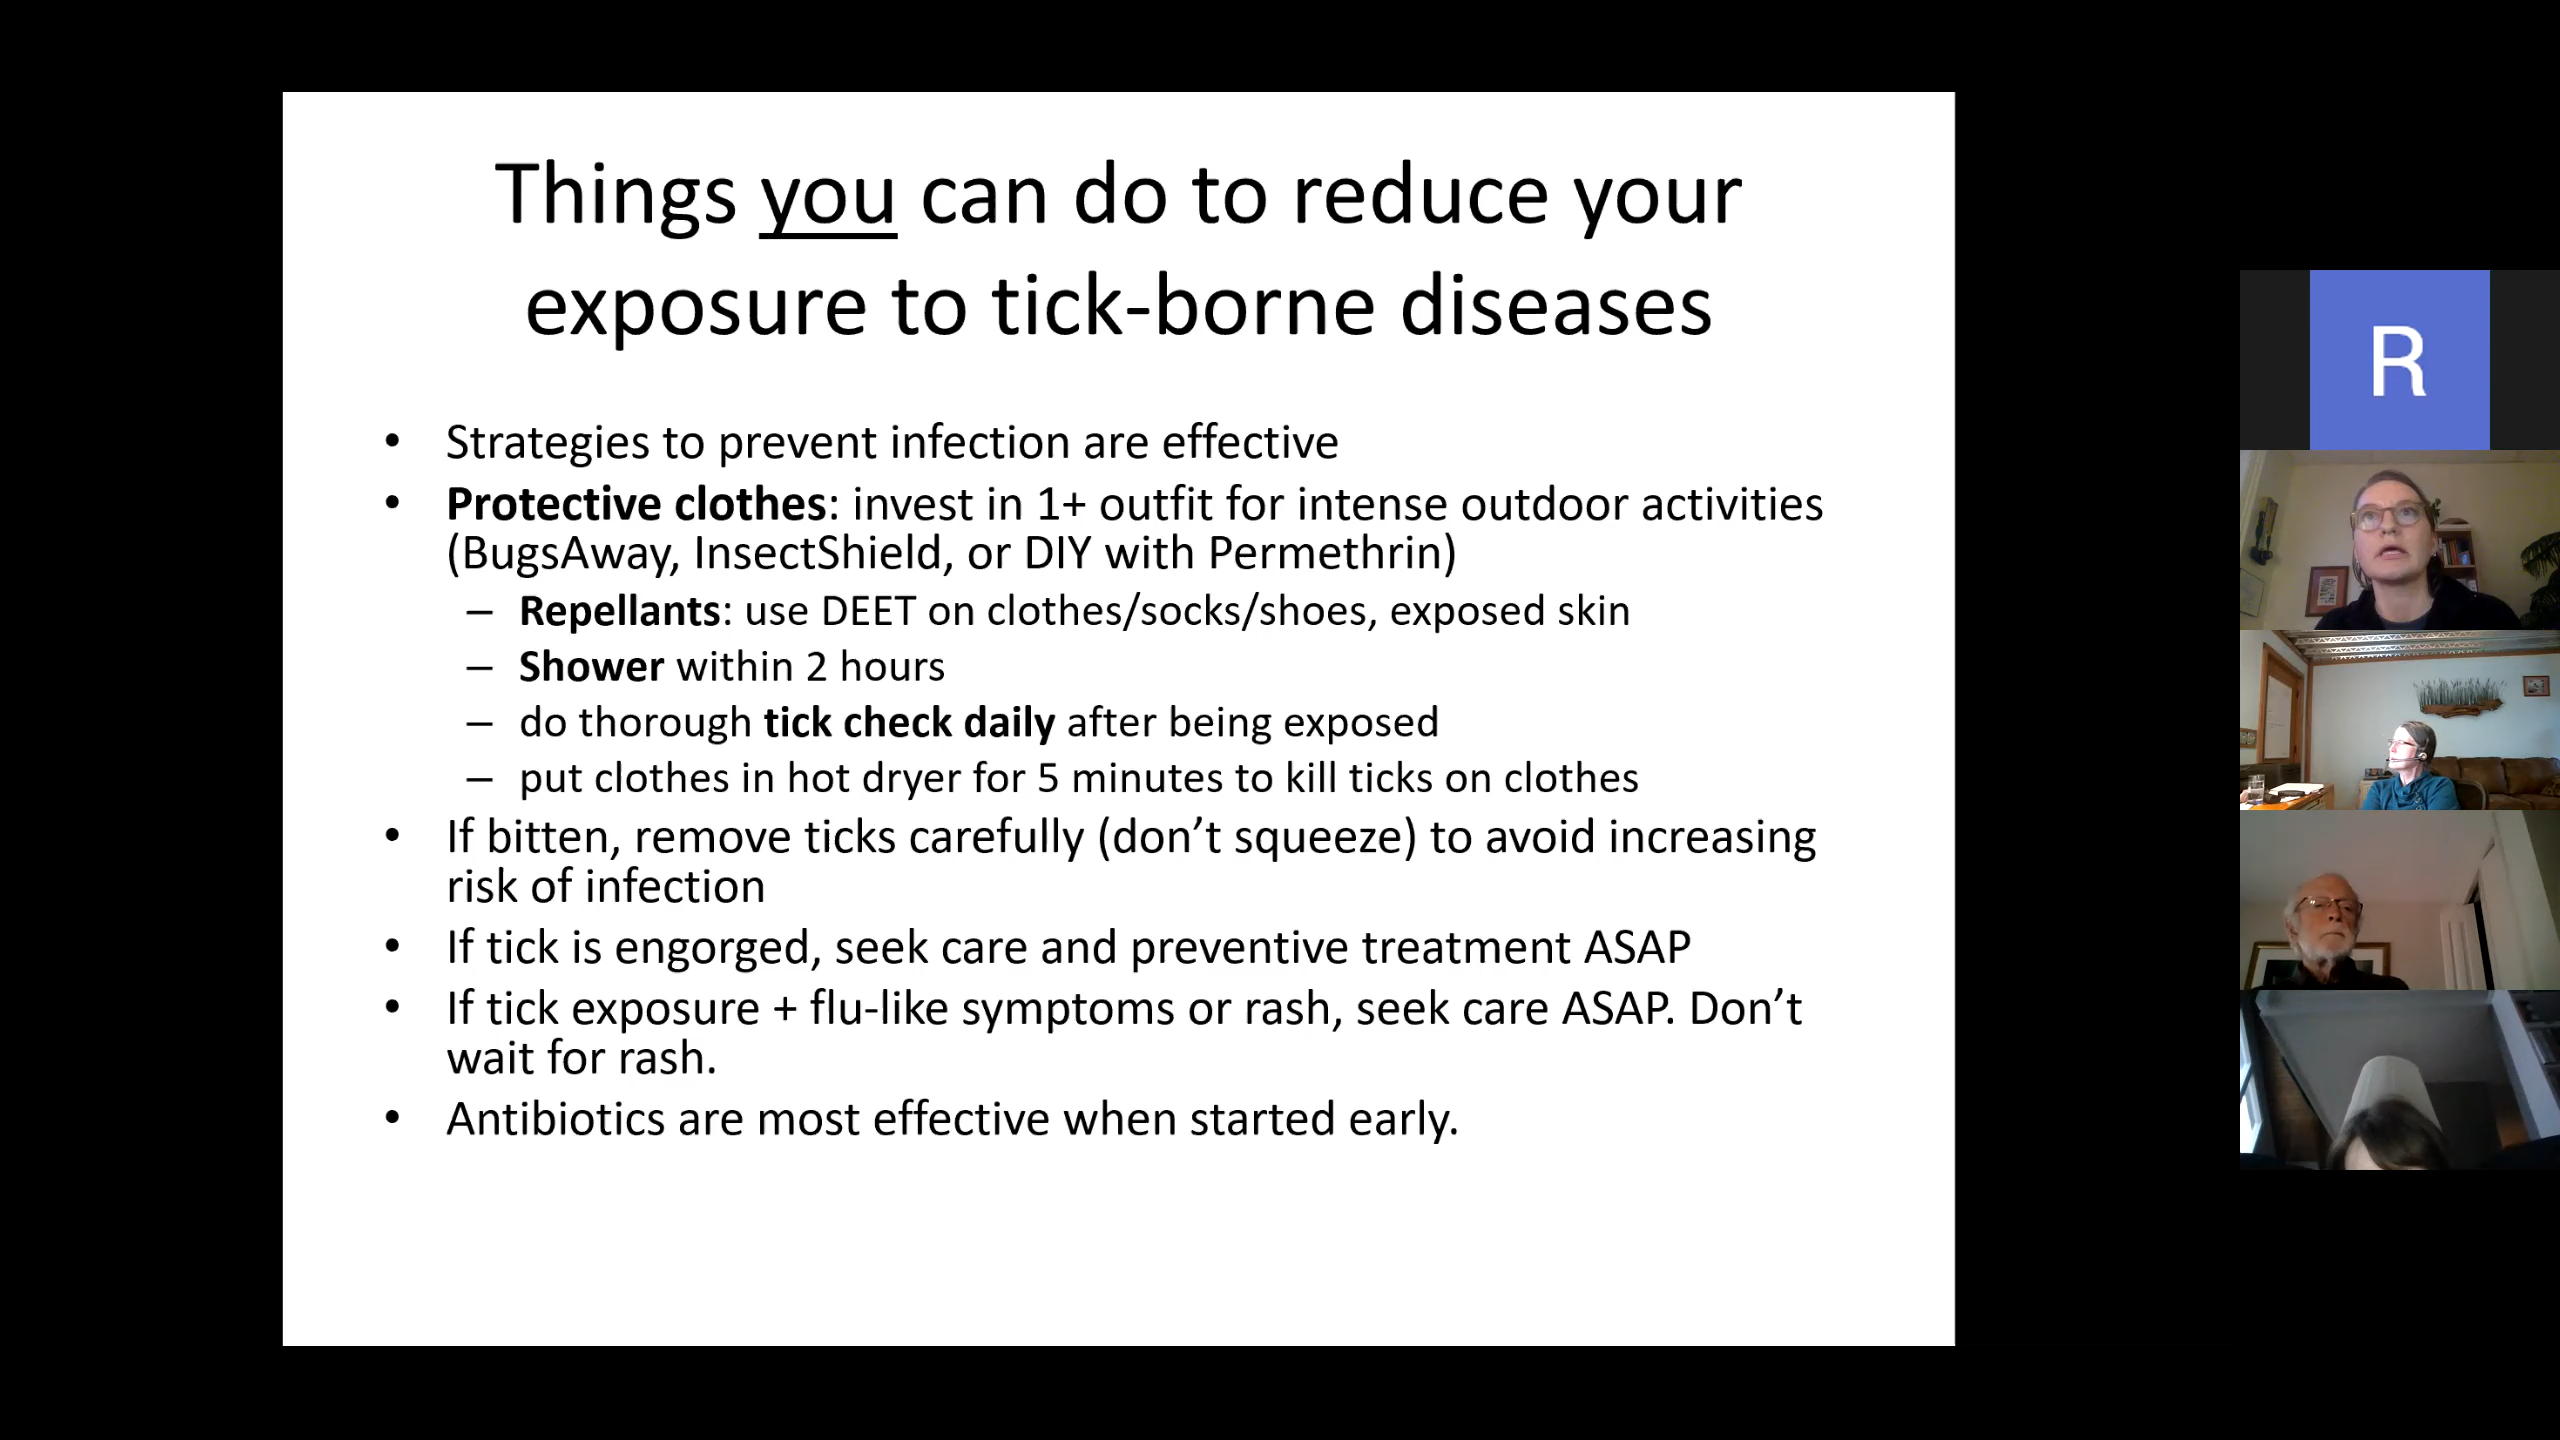 Things you can do to reduce your
exposure to tick-borne diseases
• Strategies to prevent infection are effective
• Protective clothes: invest in 1+ outfit for intense outdoor activities
(BugsAway, InsectShield, or DIY with Permethrin)
– Repellants: use DEET on clothes/socks/shoes, exposed skin
– Shower within 2 hours
– do thorough tick check daily after being exposed
– put clothes in hot dryer for 5 minutes to kill ticks on clothes
• If bitten, remove ticks carefully (don’t squeeze) to avoid increasing
risk of infection
• If tick is engorged, seek care and preventive treatment ASAP
• If tick exposure + flu-like symptoms or rash, seek care ASAP. Don’t
wait for rash.
• Antibiotics are most effective when started early.
R